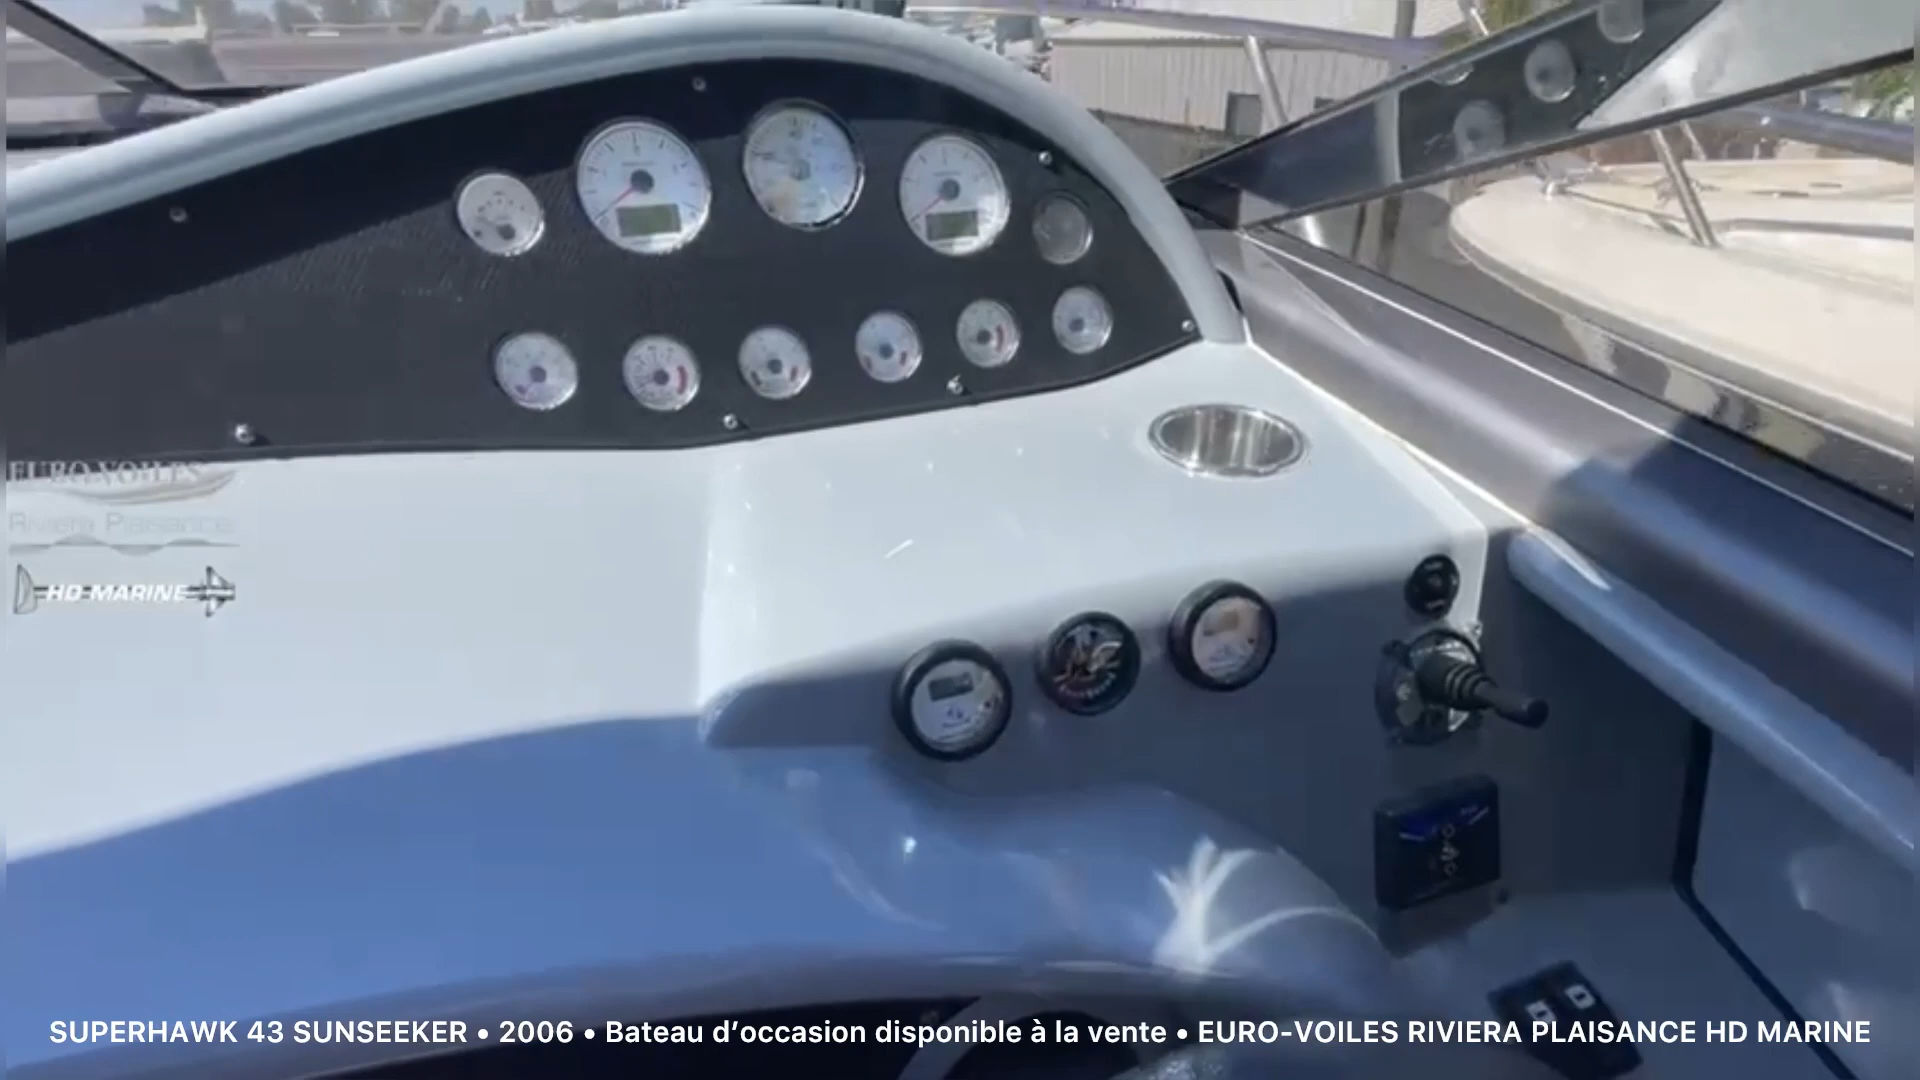 EURO-VOILES
Riviera Plaisance
HD MARINE
SUPERHAWK 43 SUNSEEKER • 2006 • Bateau d’occasion disponible à la vente • EURO-VOILES RIVIERA PLAISANCE HD MARINE